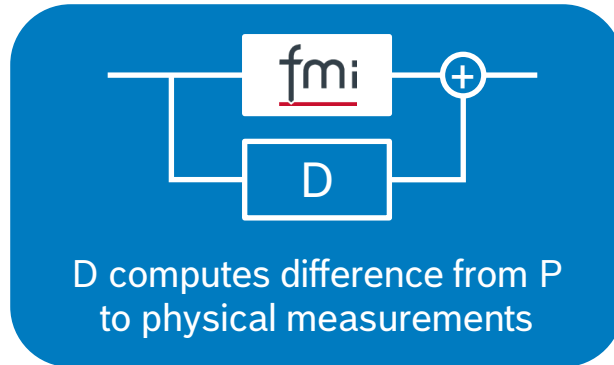 fmi
+
D
D computes difference from P
to physical measurements